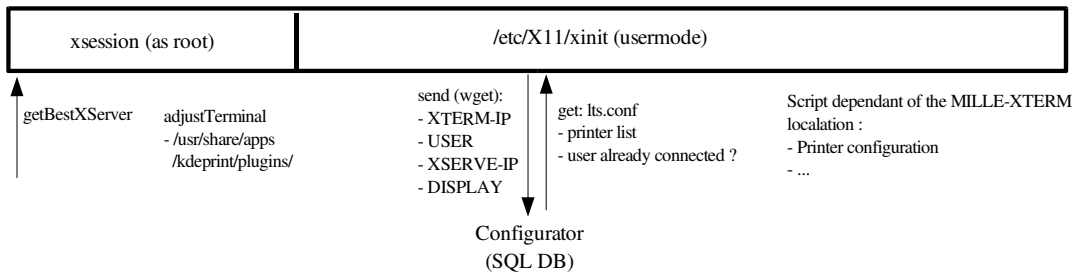 xsession (as root)
/etc/X11/xinit (usermode)
getBestXServer
adjustTerminal
- /usr/share/apps
/kdeprint/plugins/
send (wget):
- XTERM-IP
- USER
- XSERVE-IP
- DISPLAY
get: lts.conf
- printer list
- user already connected ?
Script dependant of the MILLE-XTERM
localation :
- Printer configuration
- ...
Configurator
(SQL DB)